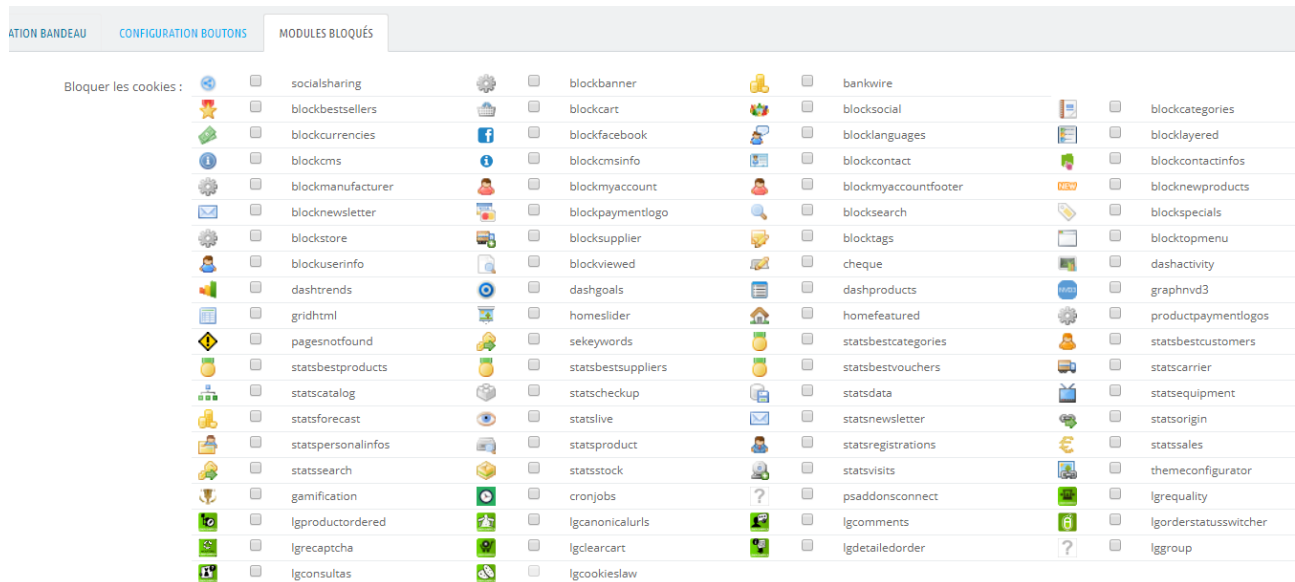 ATION BANDEAU CONFIGURATION BOUTONS MODULES BLOQUÉS
Bloquer les cookies : socialsharing blockbanner bankwire
blockbestsellers blockcart blocksocial blockcategories
blockcurrencies blockfacebook blocklanguages blocklayered
blockcms blockcmsinfo blockcontact blockcontactinfos
blockmanufacturer blockmyaccount blockmyaccountfooter blocknewproducts
blocknewsletter blockpaymentlogo blocksearch blockspecials
blockstore blocksupplier blocktags blocktopmenu
blockuserinfo blockviewed cheque dashactivity
dashtrends dashgoals dashproducts graphnvd3
gridhtml homeslider homefeatured productpaymentlogos
pagesnotfound sekeywords statsbestcategories statsbestcustomers
statsbestproducts statsbestsuppliers statsbestvouchers statscarrier
statscatalog statscheckup statsdata statsequipment
statsforecast statslive statsnewsletter statsorigin
statspersonalinfos statsproduct statsregistrations statssales
statssearch statsstock statsvisits themeconfigurator
gamification cronjobs psaddonsconnect lgrequality
lgproductordered lgcanonicalurls lgcomments lgorderstatusswitcher
lgrecaptcha lgclearcart lgdetailedorder lggroup
lgconsultas lgcookieslaw